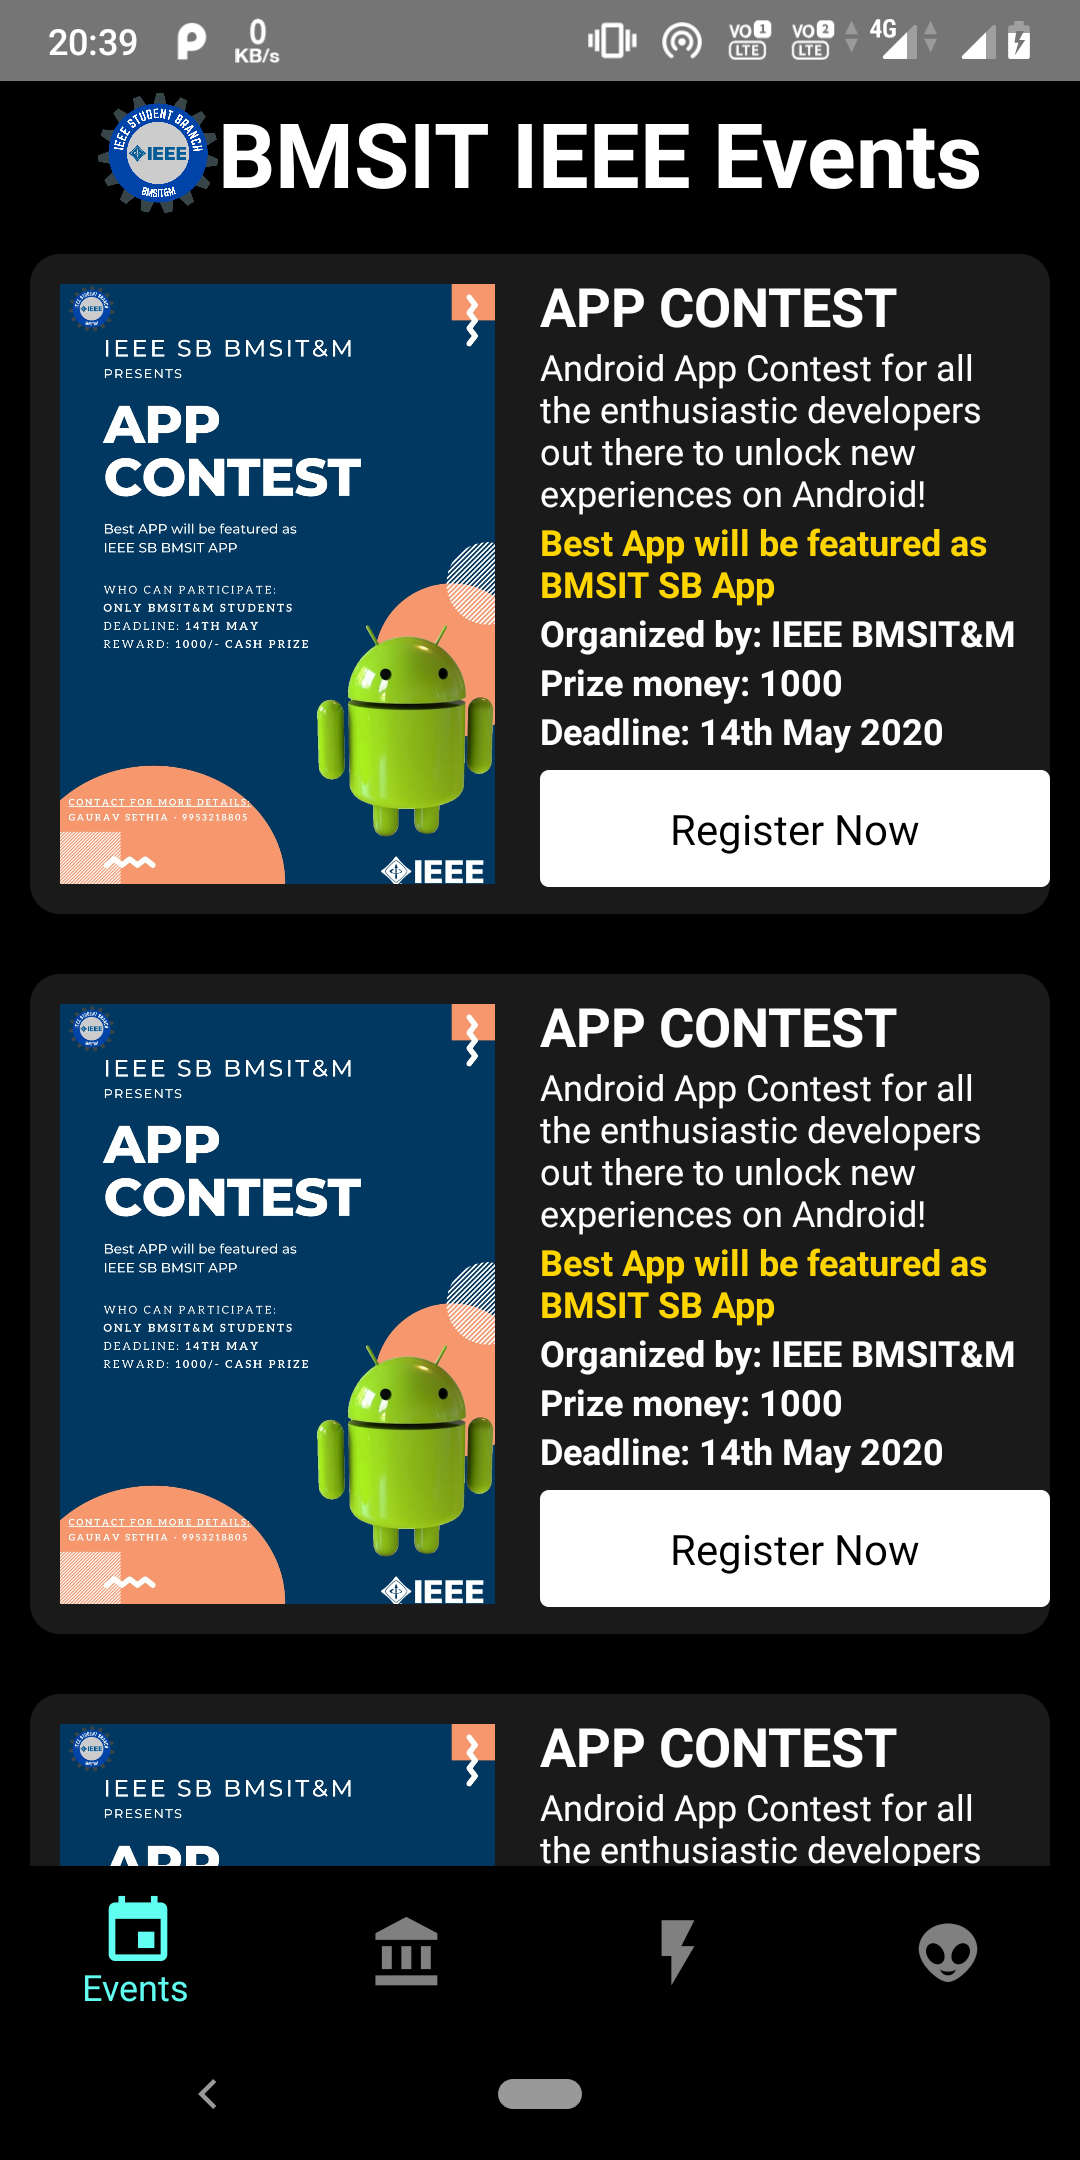 20:39
0
KB/s
VO 1
LTE
VO 2
LTE
4G
IEEE STUDENT BRANCH
IEEE
BMSIT&M
BMSIT IEEE Events
IEEE
IEEE SB BMSIT&M
PRESENTS
APP
CONTEST
Best APP will be featured as
IEEE SB BMSIT APP
WHO CAN PARTICIPATE:
ONLY BMSIT&M STUDENTS
DEADLINE: 14TH MAY
REWARD: 1000/- CASH PRIZE
CONTACT FOR MORE DETAILS:
GAURAV SETHIA - 9953218805
IEEE
APP CONTEST
Android App Contest for all
the enthusiastic developers
out there to unlock new
experiences on Android!
Best App will be featured as
BMSIT SB App
Organized by: IEEE BMSIT&M
Prize money: 1000
Deadline: 14th May 2020
Register Now
IEEE
IEEE SB BMSIT&M
PRESENTS
APP
CONTEST
Best APP will be featured as
IEEE SB BMSIT APP
WHO CAN PARTICIPATE:
ONLY BMSIT&M STUDENTS
DEADLINE: 14TH MAY
REWARD: 1000/- CASH PRIZE
CONTACT FOR MORE DETAILS:
GAURAV SETHIA - 9953218805
IEEE
APP CONTEST
Android App Contest for all
the enthusiastic developers
out there to unlock new
experiences on Android!
Best App will be featured as
BMSIT SB App
Organized by: IEEE BMSIT&M
Prize money: 1000
Deadline: 14th May 2020
Register Now
IEEE
IEEE SB BMSIT&M
PRESENTS
APP
APP CONTEST
Android App Contest for all
the enthusiastic developers
Events